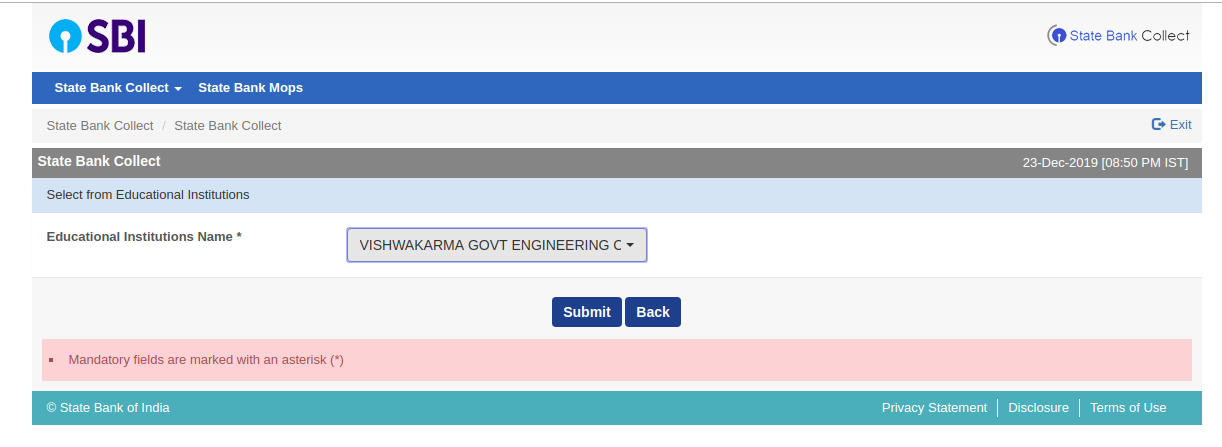 SBI
State Bank Collect
State Bank Collect State Bank Mops
State Bank Collect / State Bank Collect
Exit
State Bank Collect
23-Dec-2019 [08:50 PM IST]
Select from Educational Institutions
Educational Institutions Name *
VISHWAKARMA GOVT ENGINEERING C
Submit Back
Mandatory fields are marked with an asterisk (*)
© State Bank of India
Privacy Statement Disclosure Terms of Use